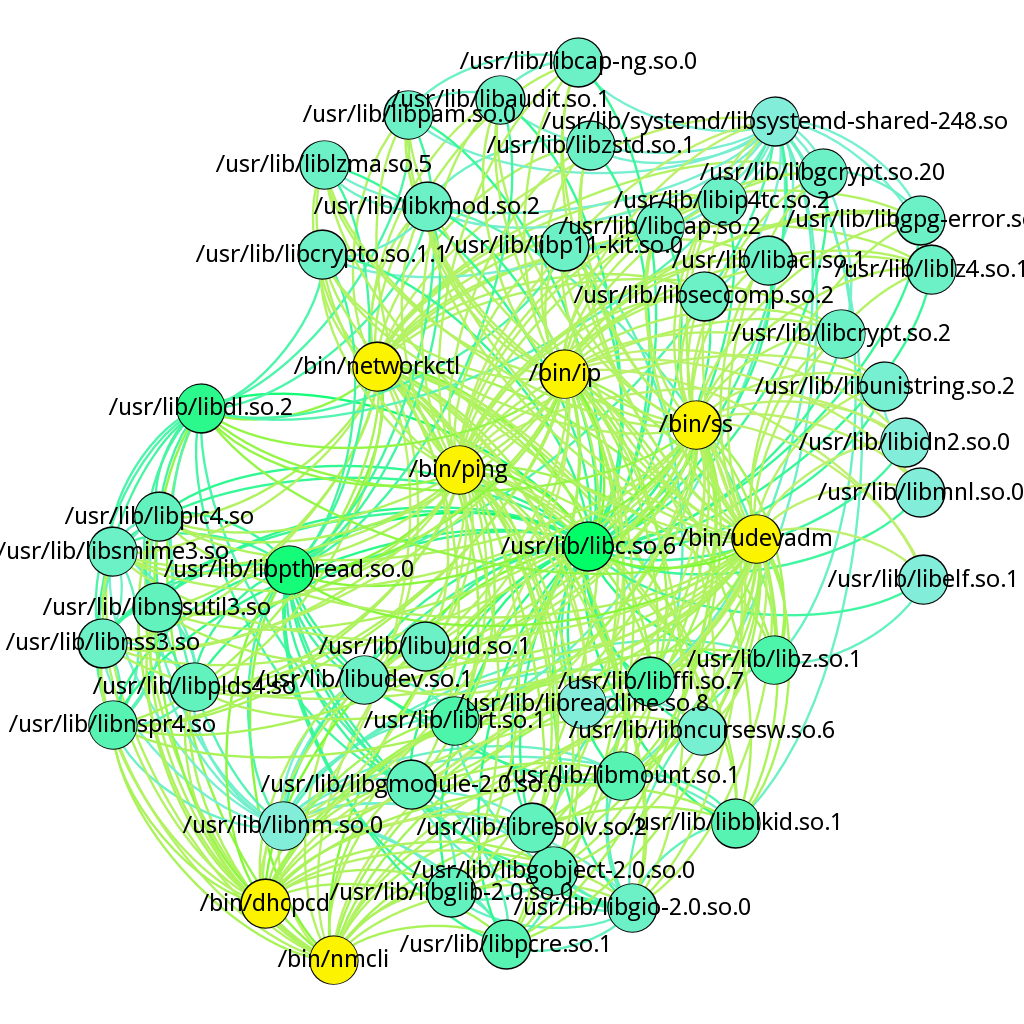 /usr/lib/libcap-ng.so.0
/usr/lib/libaudit.so.1
/usr/lib/libpam.so.0
/usr/lib/systemd/libsystemd-shared-248.so
/usr/lib/libzstd.so.1
/usr/lib/liblzma.so.5
/usr/lib/libgcrypt.so.20
/usr/lib/libip4tc.so.2
/usr/lib/libkmod.so.2
/usr/lib/libgpg-error.so
/usr/lib/libcap.so.2
/usr/lib/libp11-kit.so.0
/usr/lib/libcrypto.so.1.1
/usr/lib/libacl.so.1
/usr/lib/liblz4.so.1
/usr/lib/libseccomp.so.2
/usr/lib/libcrypt.so.2
/bin/networkctl
/bin/ip
/usr/lib/libunistring.so.2
/usr/lib/libdl.so.2
/bin/ss
/usr/lib/libidn2.so.0
/bin/ping
/usr/lib/libmnl.so.0
/usr/lib/libplc4.so
/bin/udevadm
/usr/lib/libc.so.6
/usr/lib/libsmime3.so
/usr/lib/libpthread.so.0
/usr/lib/libelf.so.1
/usr/lib/libnssutil3.so
/usr/lib/libnss3.so
/usr/lib/libuuid.so.1
/usr/lib/libz.so.1
/usr/lib/libudev.so.1
/usr/lib/libffi.so.7
/usr/lib/libplds4.so
/usr/lib/libreadline.so.8
/usr/lib/librt.so.1
/usr/lib/libnspr4.so
/usr/lib/libncursesw.so.6
/usr/lib/libmount.so.1
/usr/lib/libgmodule-2.0.so.0
/usr/lib/libblkid.so.1
/usr/lib/libnm.so.0
/usr/lib/libresolv.so.2
/usr/lib/libgobject-2.0.so.0
/usr/lib/libglib-2.0.so.0
/bin/dhcpcd
/usr/lib/libgio-2.0.so.0
/usr/lib/libpcre.so.1
/bin/nmcli